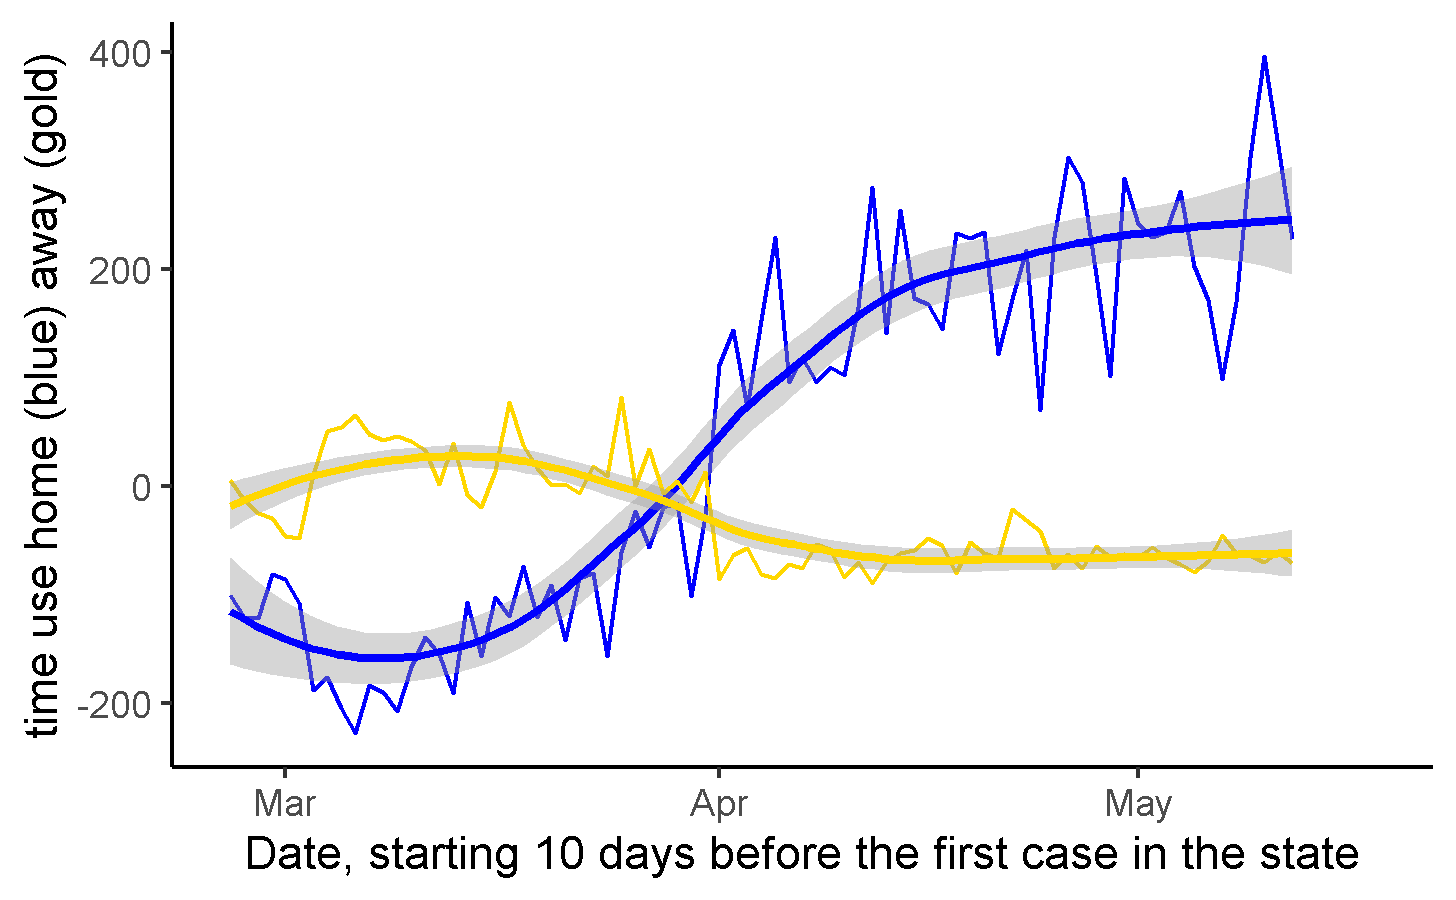 time use home (blue) away (gold)
400
200
0
-200
Mar Apr May
Date, starting 10 days before the first case in the state